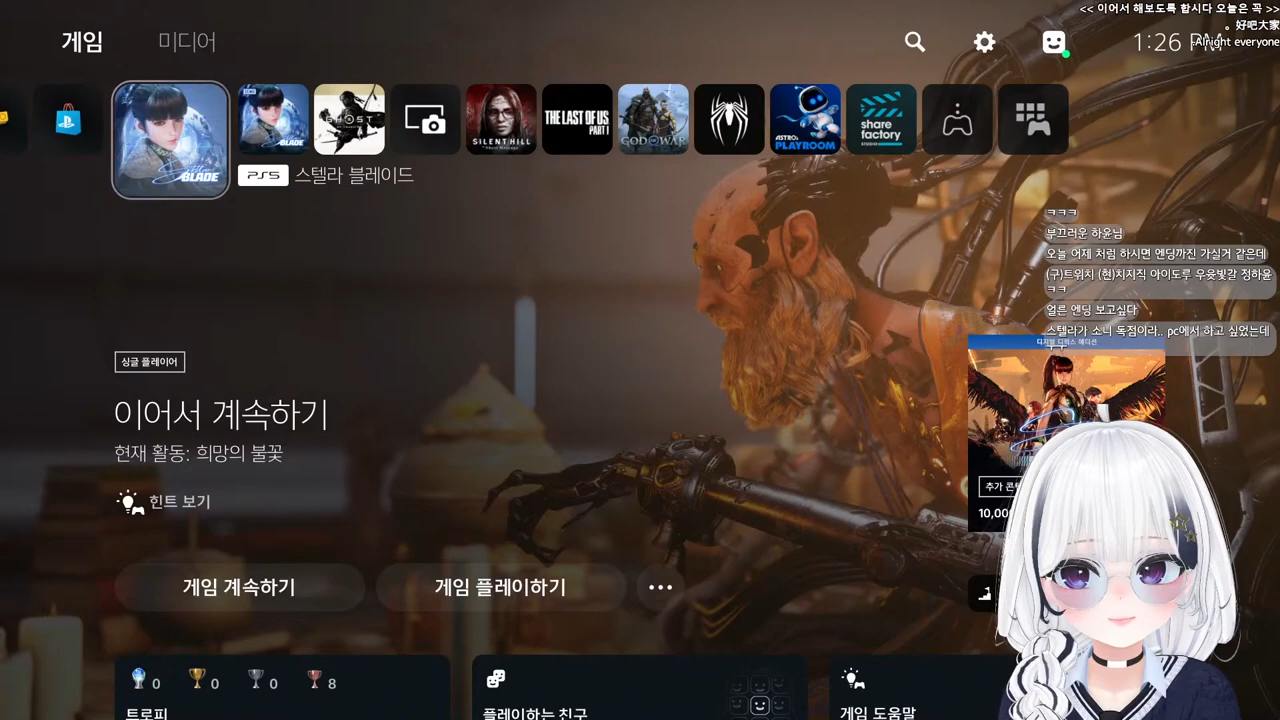 << 이어서 해보도록 합시다 오늘은 꼭 >>
。好吧大家
Alright everyone
게임
미디어
1:26 PM
STELLAR BLADE
GHOST
SILENT HILL
THE LAST OF US
PART I
GOD OF WAR
ASTRO's
PLAYROOM
share
factory
STUDIO
PS5 스텔라 블레이드
ㅋㅋㅋ
부끄러운 하윤님
오늘 어제 처럼 하시면 엔딩까진 가실거 같은데
(구)트위치 (현)치지직 아이도루 우윳빛깔 정하윤
ㅋㅋ
얼른 엔딩 보고싶다
스텔라가 소니 독점이라.. pc에서 하고 싶었는데
디지털 디럭스 에디션
싱글 플레이어
이어서 계속하기
현재 활동: 희망의 불꽃
힌트 보기
추가 콘
10,00
게임 계속하기
게임 플레이하기
0
0
0
8
트로피
플레이하는 친구
게임 도움말